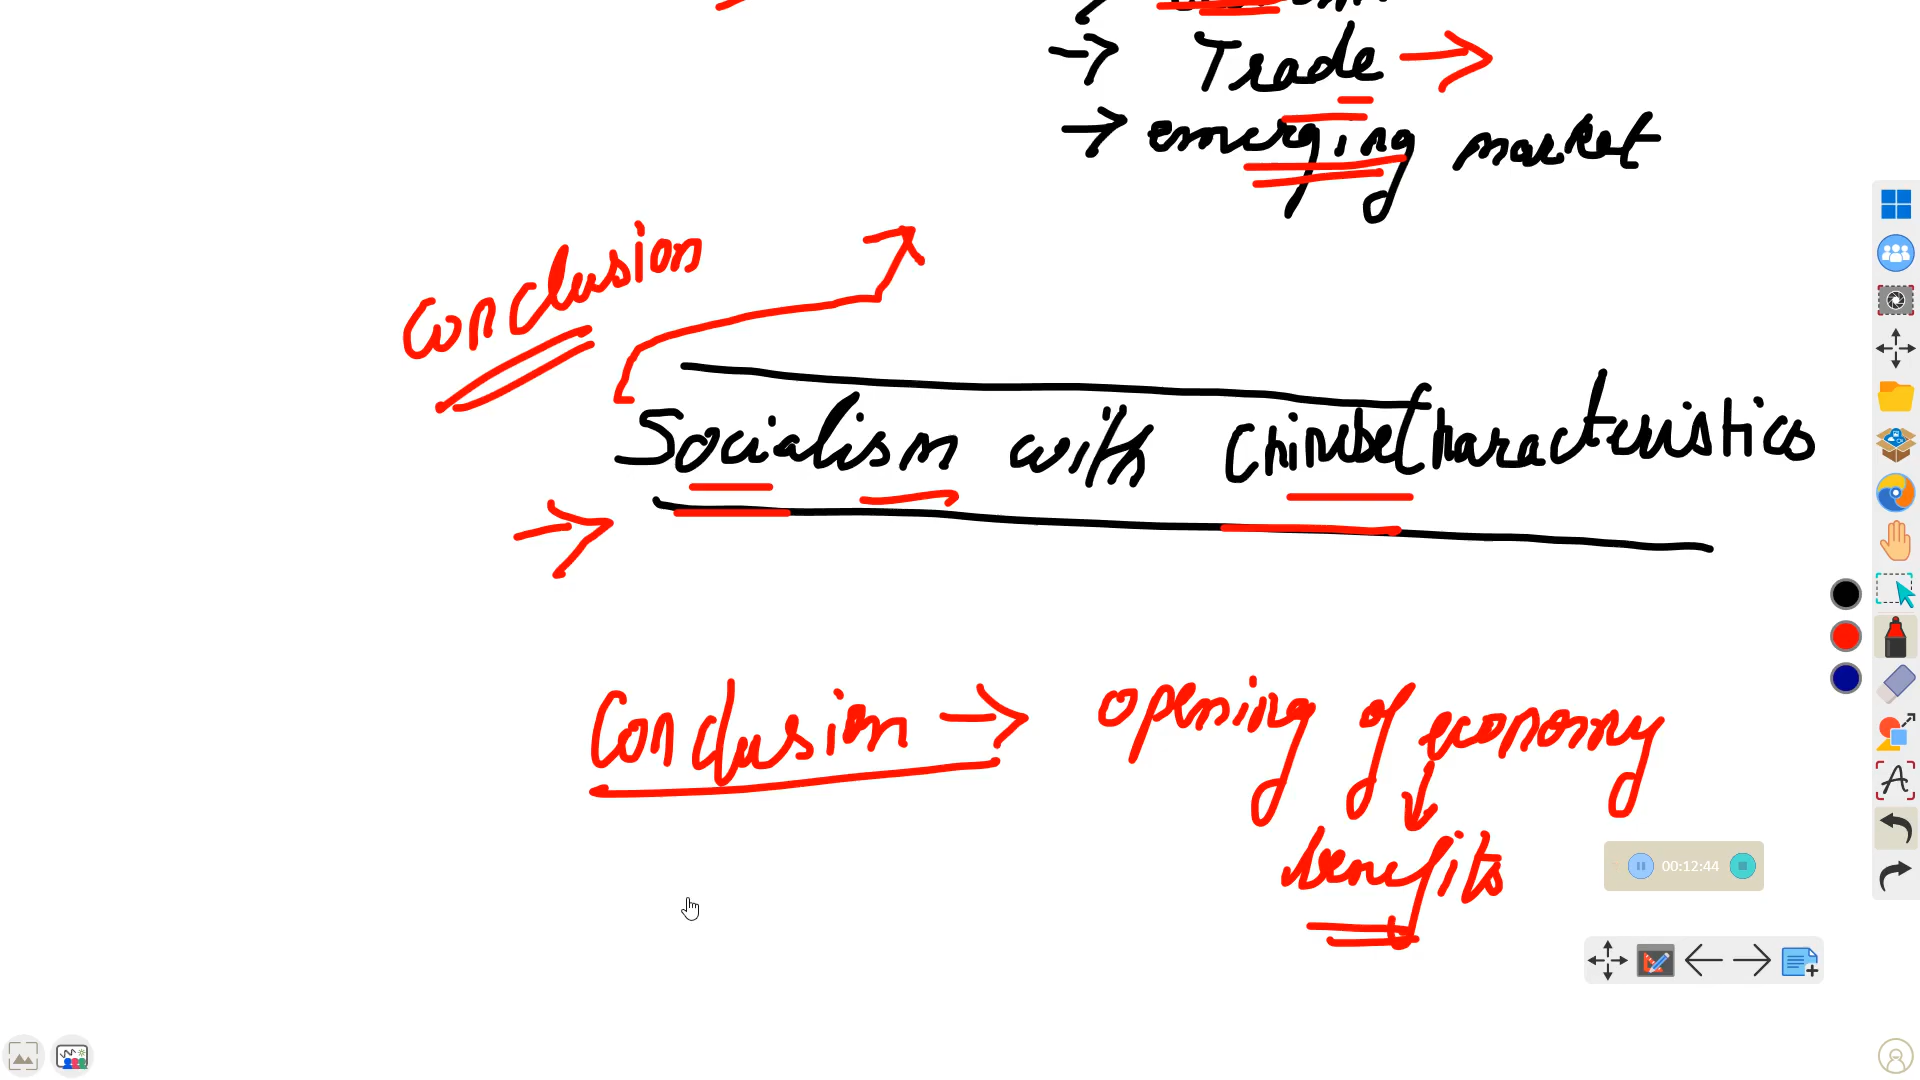 → Trade →
→ emerging market
Conclusion
Socialism with Chinese Characteristics
Conclusion → opening of economy
benefits
00:12:44